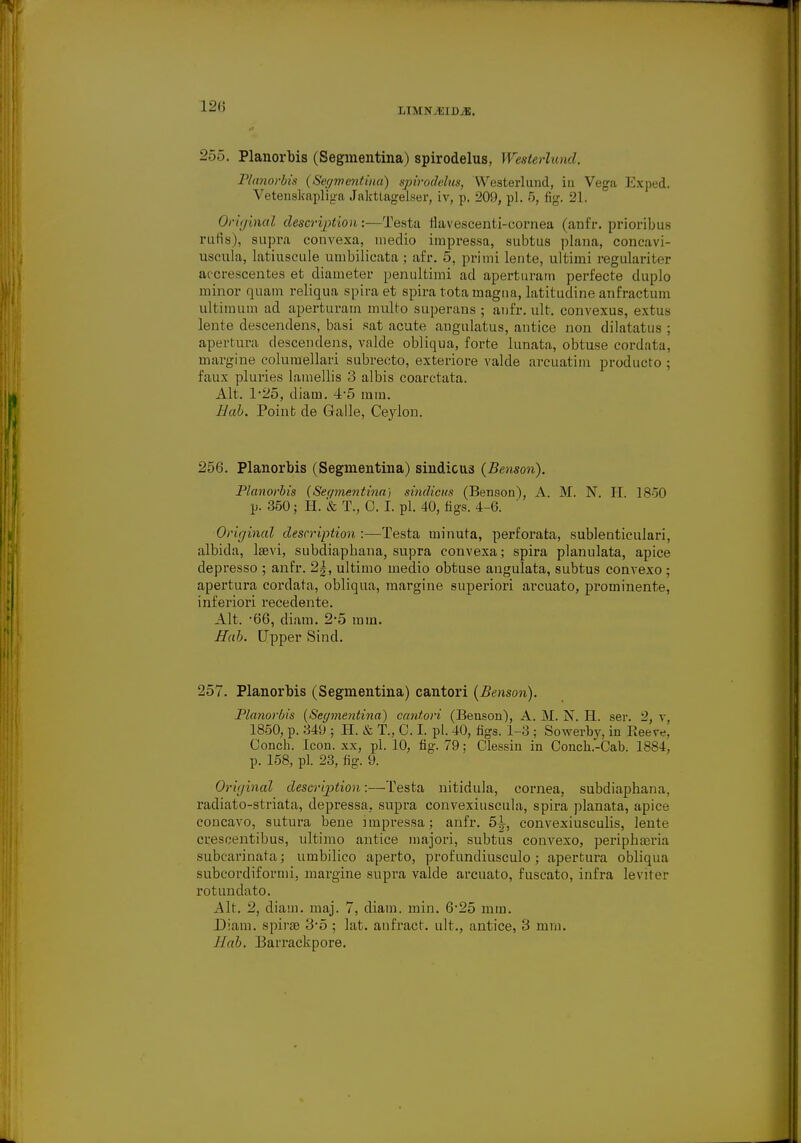 126
LIMNÆIDÆ.
255. Planorbis (Segmentina) spirodelus, Westerlund.
Planorbis (Segmentina) spirodelus, Westerlund, in Vega Exped.
Vetenskapliga Jakttagelser, iv, p. 209, pl. 5, fig. 21.
Original description:—Testa flavescenti-cornea (anfr. prioribus
rufis), supra convexa, medio impressa, subtus plana, concavi-
uscula, latiuscule umbilicata ; afr. 5, primi lente, ultimi regulariter
accrescentes et diameter penultimi ad aperturam perfecte duplo
minor quam reliqua spira et spira tota magna, latitudine anfractum
ultimum ad aperturam multo superans ; anfr. ult. convexus, extus
lente descendens, basi sat acute angulatus, antice non dilatatus ;
apertura descendens, valde obliqua, forte lunata, obtuse cordata,
margine columellari subrecto, exteriore valde arcuatim producto ;
faux pluries lamellis 3 albis coarctata.
Alt. 1·25, diam. 4·5 mm.
Hab. Point de Galle, Ceylon.
256. Planorbis (Segmentina) sindicus (Benson).
Planorbis (Segmentina) sindicus (Benson), A. M. N. H. 1850
p. 350; H. & T., C. I. pl. 40, figs. 4-6.
Original description :—Testa minuta, perforata, sublenticulari,
albida, lævi, subdiaphana, supra convexa; spira planulata, apice
depresso ; anfr. 2½, ultimo medio obtuse angulata, subtus convexo ;
apertura cordata, obliqua, margine superiori arcuato, prominente,
inferiori recedente.
Alt. ·66, diam. 2·5 mm.
Hab. Upper Sind.
257. Planorbis (Segmentina) cantori (Benson).
Planorbis (Segmentina) cantori (Benson), A. M. N. H. ser. 2, v,
1850, p. 349 ; H. & T., C. I. pl. 40, figs. 1-3 ; Sowerby, in Reeve,
Conch. Icon. xx, pl. 10, fig. 79; Clessin in Conch.-Cab. 1884,
p. 158, pl. 23, fig. 9.
Original description:—Testa nitidula, cornea, subdiaphana,
radiato-striata, depressa, supra convexiuscula, spira planata, apice
concavo, sutura bene impressa; anfr. 5½, convexiusculis, lente
crescentibus, ultimo antice majori, subtus convexo, periphæria
subcarinata; umbilico aperto, profundiusculo; apertura obliqua
subcordiformi, margine supra valde arcuato, fuscato, infra leviter
rotundato.
Alt. 2, diam. maj. 7, diam. min. 6·25 mm.
Diam. spiræ 3·5 ; lat. anfract. ult., antice, 3 mm.
Hab. Barrackpore.